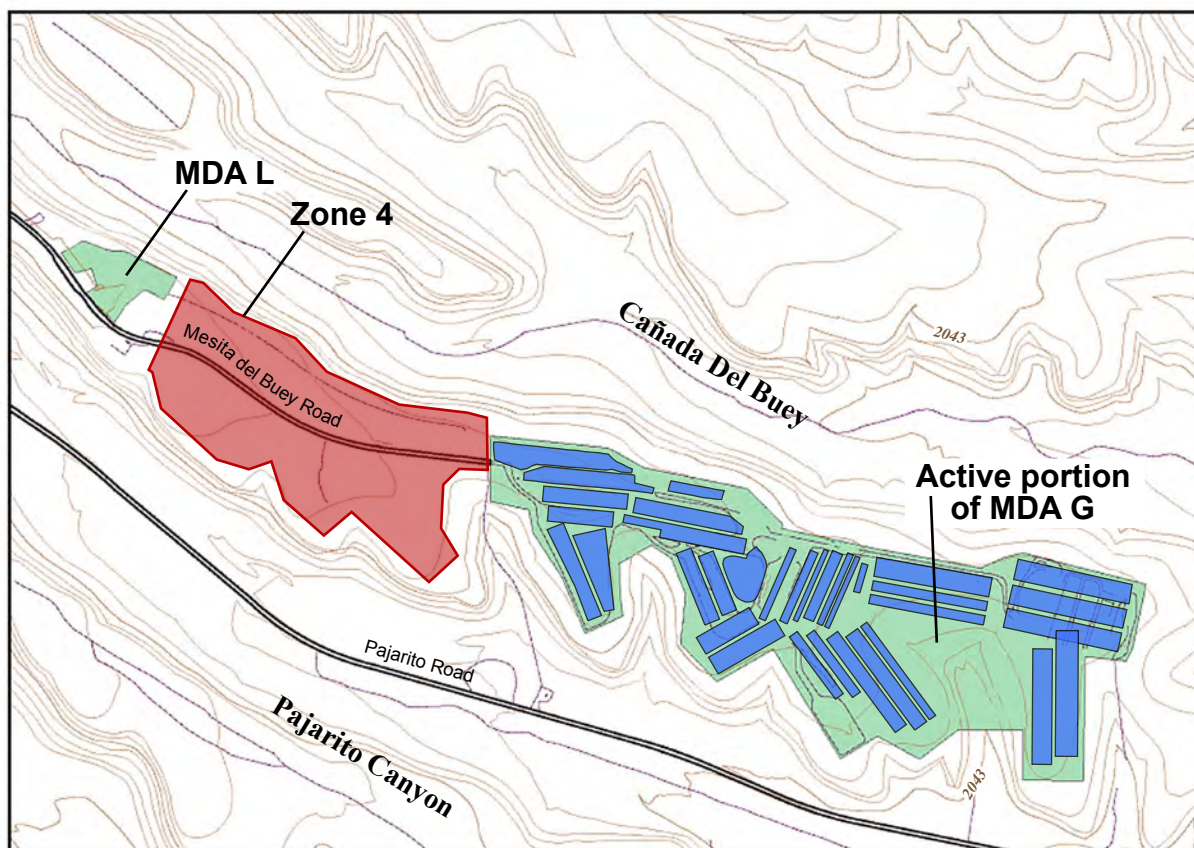 MDA L
Zone 4
Mesita del Buey Road
Cañada Del Buey
2043
Active portion
of MDA G
Pajarito Road
Pajarito Canyon
2043